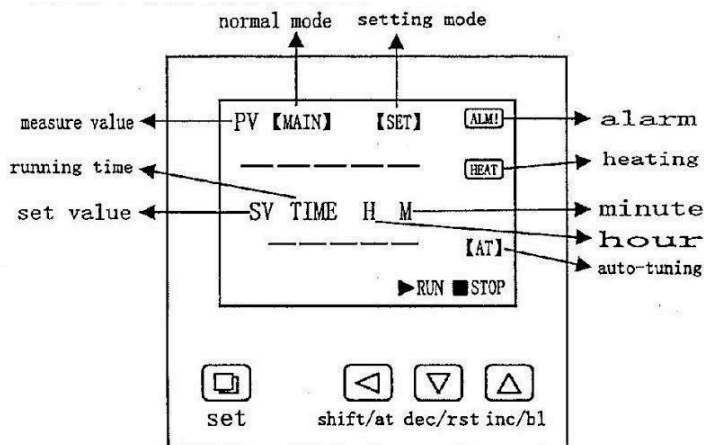 normal mode setting mode
measure value PV 【MAIN】 【SET】 ALM! alarm
running time HEAT heating
set value SV TIME H M minute
hour
【AT】 auto-tuning
▶RUN ■STOP
set shift/at dec/rst inc/bl